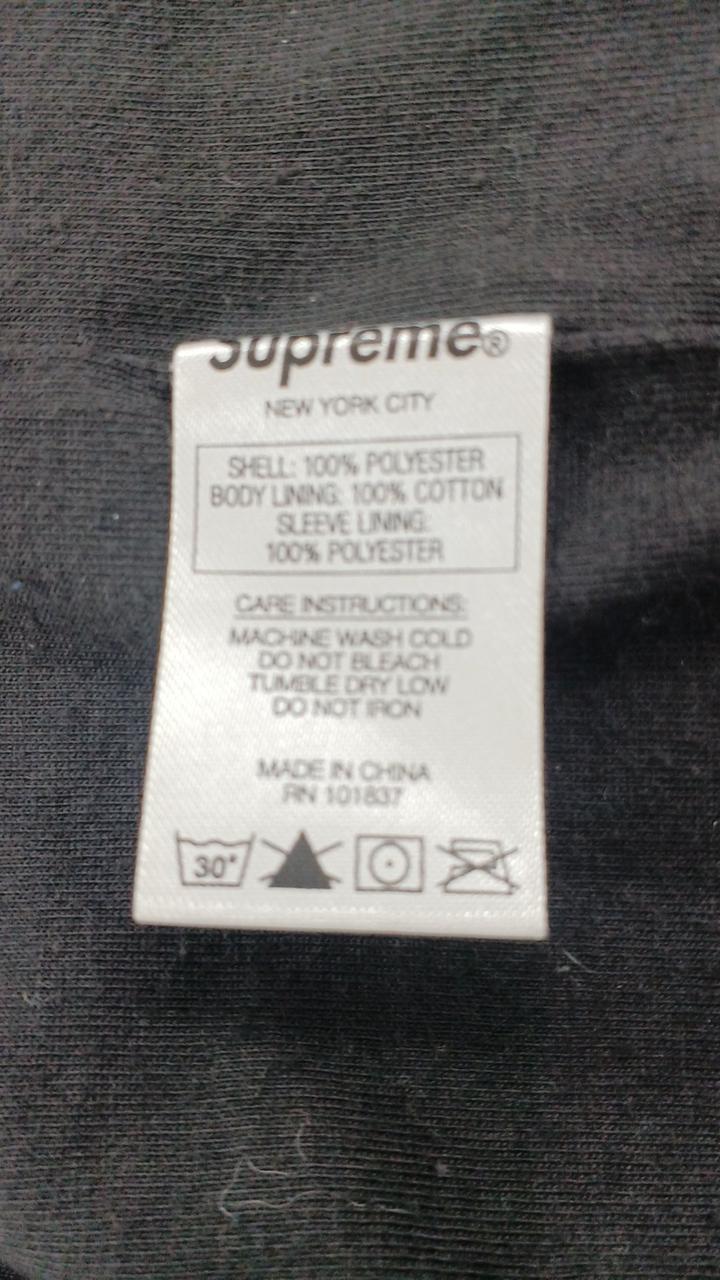 Supreme®
NEW YORK CITY
SHELL: 100% POLYESTER
BODY LINING: 100% COTTON
SLEEVE LINING:
100% POLYESTER
CARE INSTRUCTIONS:
MACHINE WASH COLD
DO NOT BLEACH
TUMBLE DRY LOW
DO NOT IRON
MADE IN CHINA
RN 101837
30°